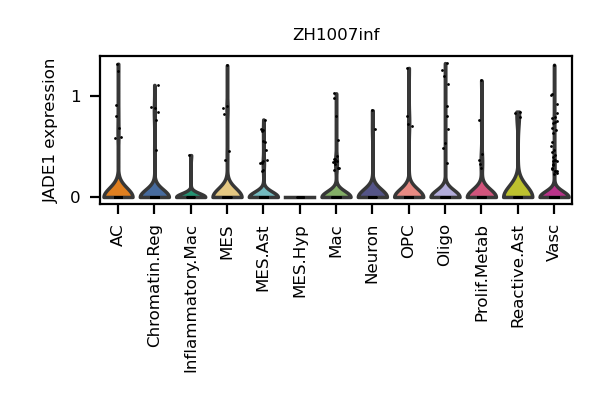 ZH1007inf
JADE1 expression
1
0
AC
Chromatin.Reg
Inflammatory.Mac
MES
MES.Ast
MES.Hyp
Mac
Neuron
OPC
Oligo
Prolif.Metab
Reactive.Ast
Vasc